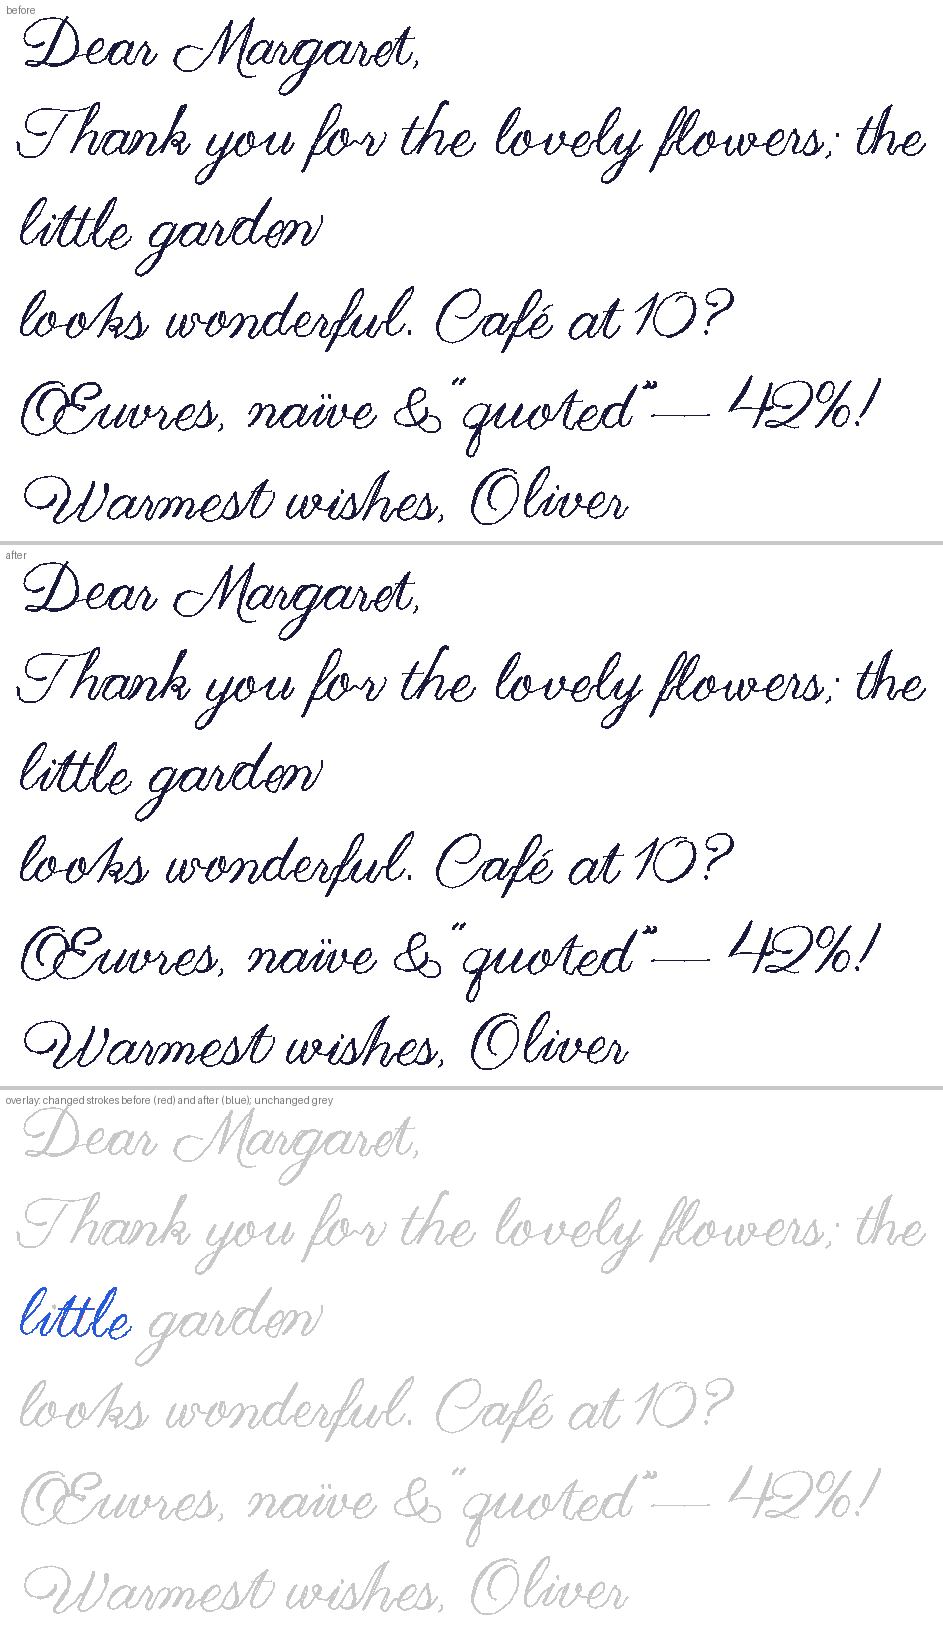 before
Dear Margaret,
Thank you for the lovely flowers; the
little garden
looks wonderful. Café at 10?
Œuvres, naïve & “quoted” — 42%!
Warmest wishes, Oliver
after
Dear Margaret,
Thank you for the lovely flowers; the
little garden
looks wonderful. Café at 10?
Œuvres, naïve & “quoted” — 42%!
Warmest wishes, Oliver
overlay: changed strokes before (red) and after (blue); unchanged grey
Dear Margaret,
Thank you for the lovely flowers; the
little garden
looks wonderful. Café at 10?
Œuvres, naïve & “quoted” — 42%!
Warmest wishes, Oliver